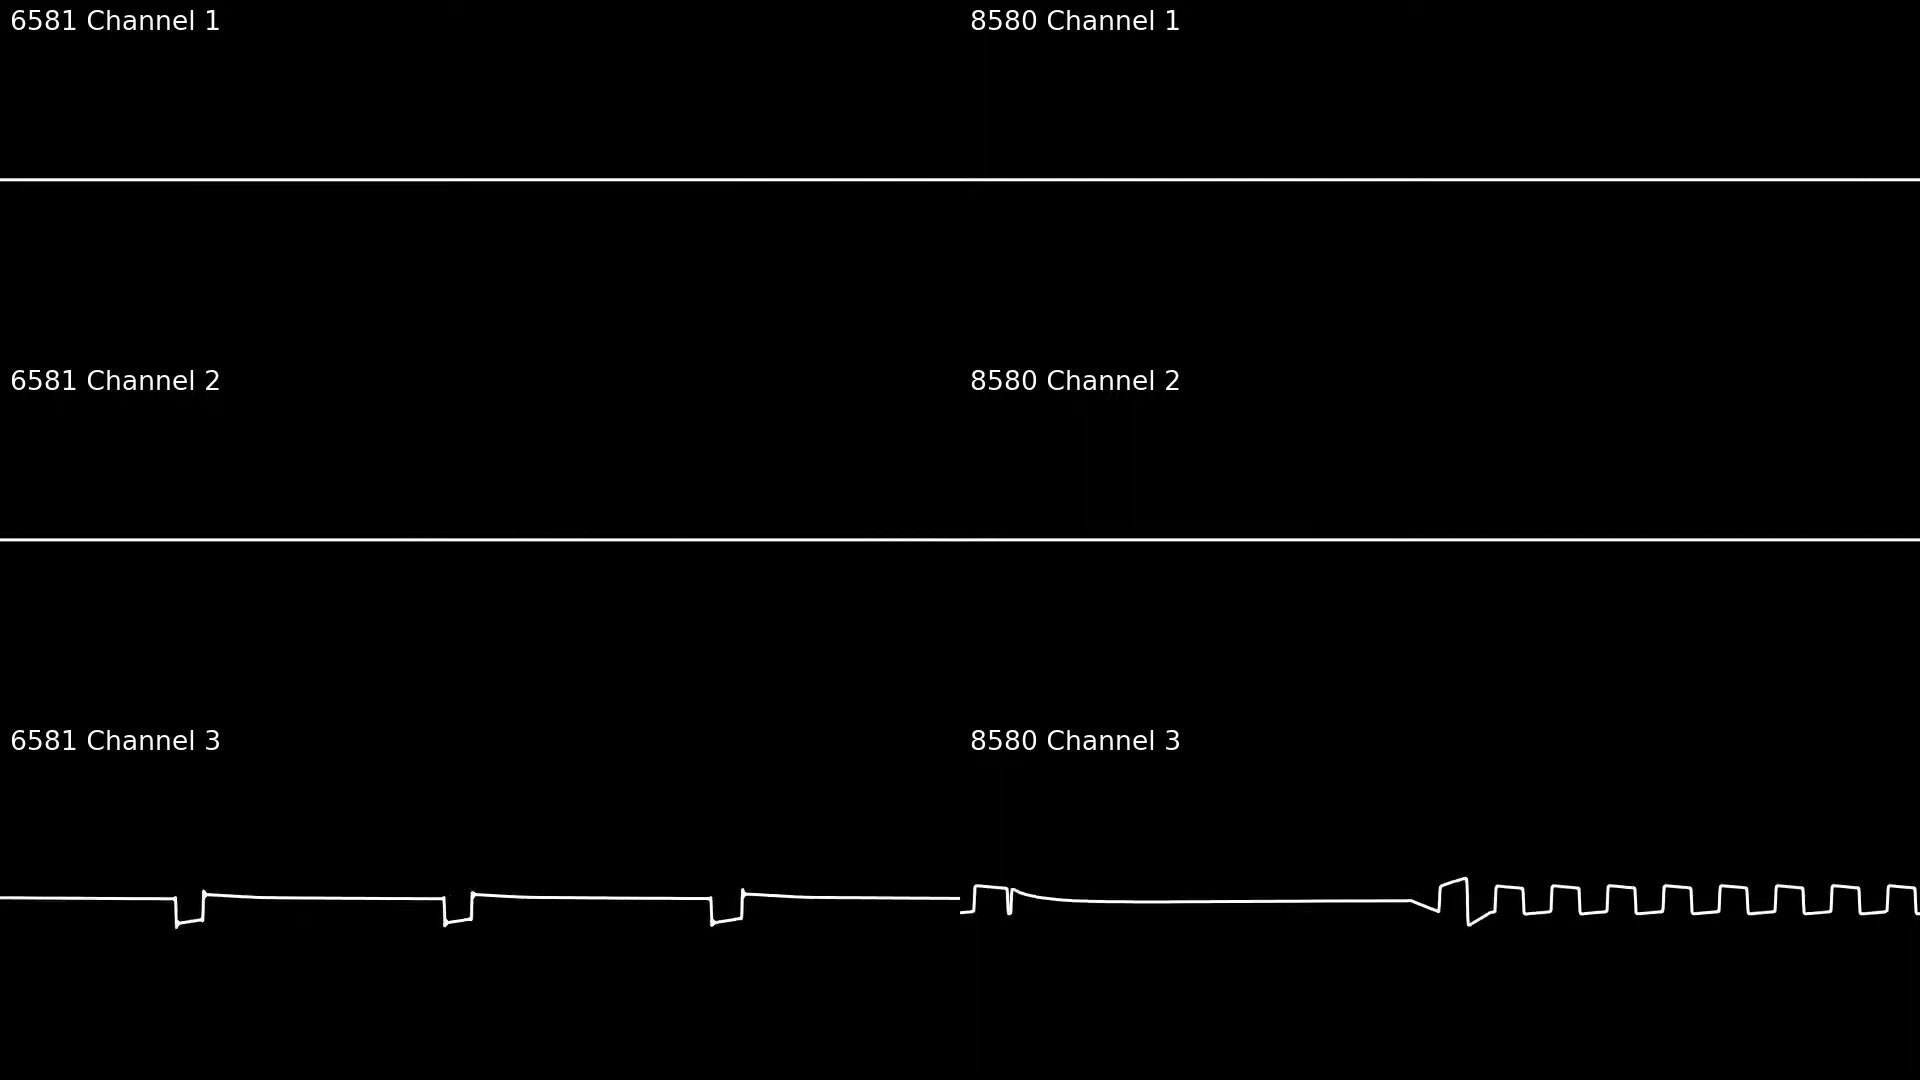 6581 Channel 1
8580 Channel 1
6581 Channel 2
8580 Channel 2
6581 Channel 3
8580 Channel 3